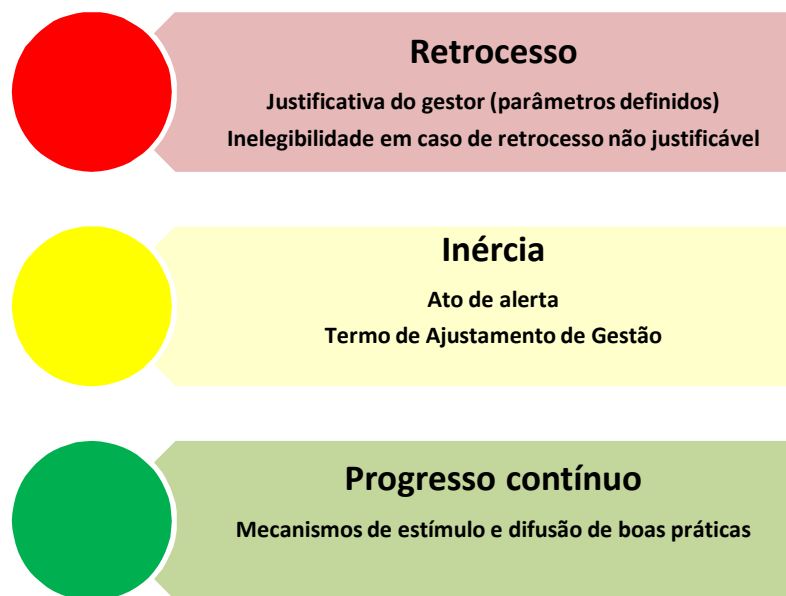 Retrocesso
Justificativa do gestor (parâmetros definidos)
Inelegibilidade em caso de retrocesso não justificável
Inércia
Ato de alerta
Termo de Ajustamento de Gestão
Progresso contínuo
Mecanismos de estímulo e difusão de boas práticas